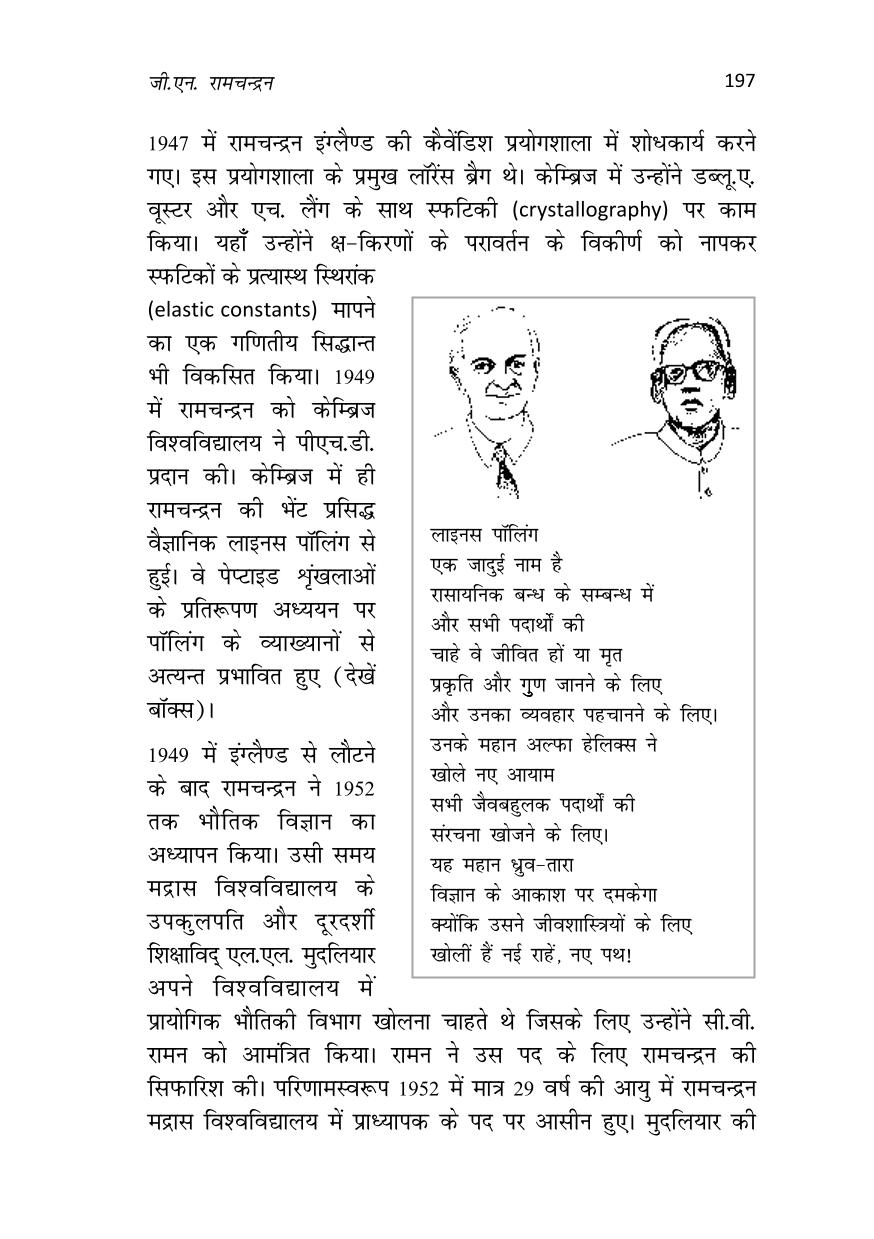 जी.एन. रामचन्द्रन 197
1947 में रामचन्द्रन इंग्लैण्ड की कैवेंडिश प्रयोगशाला में शोधकार्य करने
गए। इस प्रयोगशाला के प्रमुख लॉरेंस ब्रैग थे। केम्ब्रिज में उन्होंने डब्लू.ए.
वूस्टर और एच. लैंग के साथ स्फटिकी (crystallography) पर काम
किया। यहाँ उन्होंने क्ष-किरणों के परावर्तन के विकीर्ण को नापकर
स्फटिकों के प्रत्यास्थ स्थिरांक
(elastic constants) मापने
का एक गणितीय सिद्धान्त
भी विकसित किया। 1949
में रामचन्द्रन को केम्ब्रिज
विश्वविद्यालय ने पीएच.डी.
प्रदान की। केम्ब्रिज में ही
रामचन्द्रन की भेंट प्रसिद्ध
वैज्ञानिक लाइनस पॉलिंग से
हुई। वे पेप्टाइड शृंखलाओं
के प्रतिरूपण अध्ययन पर
पॉलिंग के व्याख्यानों से
अत्यन्त प्रभावित हुए (देखें
बॉक्स)।
1949 में इंग्लैण्ड से लौटने
के बाद रामचन्द्रन ने 1952
तक भौतिक विज्ञान का
अध्यापन किया। उसी समय
मद्रास विश्वविद्यालय के
उपकुलपति और दूरदर्शी
शिक्षाविद् एल.एल. मुदलियार
अपने विश्वविद्यालय में
प्रायोगिक भौतिकी विभाग खोलना चाहते थे जिसके लिए उन्होंने सी.वी.
रामन को आमंत्रित किया। रामन ने उस पद के लिए रामचन्द्रन की
सिफारिश की। परिणामस्वरूप 1952 में मात्र 29 वर्ष की आयु में रामचन्द्रन
मद्रास विश्वविद्यालय में प्राध्यापक के पद पर आसीन हुए। मुदलियार की
लाइनस पॉलिंग
एक जादुई नाम है
रासायनिक बन्ध के सम्बन्ध में
और सभी पदार्थों की
चाहे वे जीवित हों या मृत
प्रकृति और गुण जानने के लिए
और उनका व्यवहार पहचानने के लिए।
उनके महान अल्फा हेलिक्स ने
खोले नए आयाम
सभी जैवबहुलक पदार्थों की
संरचना खोजने के लिए।
यह महान ध्रुव-तारा
विज्ञान के आकाश पर दमकेगा
क्योंकि उसने जीवशास्त्रियों के लिए
खोलीं हैं नई राहें, नए पथ!